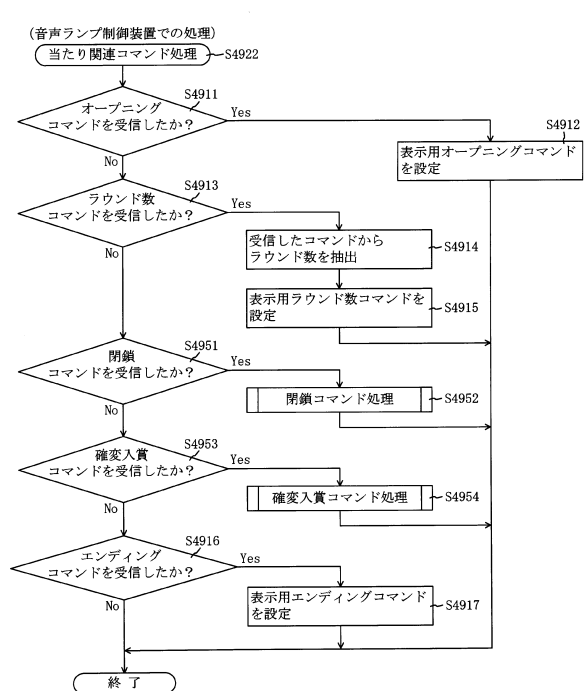 (音声ランプ制御装置での処理)
当たり関連コマンド処理
S4922
S4911
オープニング
コマンドを受信したか?
Yes
No
S4912
表示用オープニングコマンド
を設定
S4913
ラウンド数
コマンドを受信したか?
Yes
No
受信したコマンドから
ラウンド数を抽出
S4914
表示用ラウンド数コマンドを
設定
S4915
S4951
閉鎖
コマンドを受信したか?
Yes
No
閉鎖コマンド処理
S4952
S4953
確変入賞
コマンドを受信したか?
Yes
No
確変入賞コマンド処理
S4954
S4916
エンディング
コマンドを受信したか?
Yes
No
表示用エンディングコマンド
を設定
S4917
終了